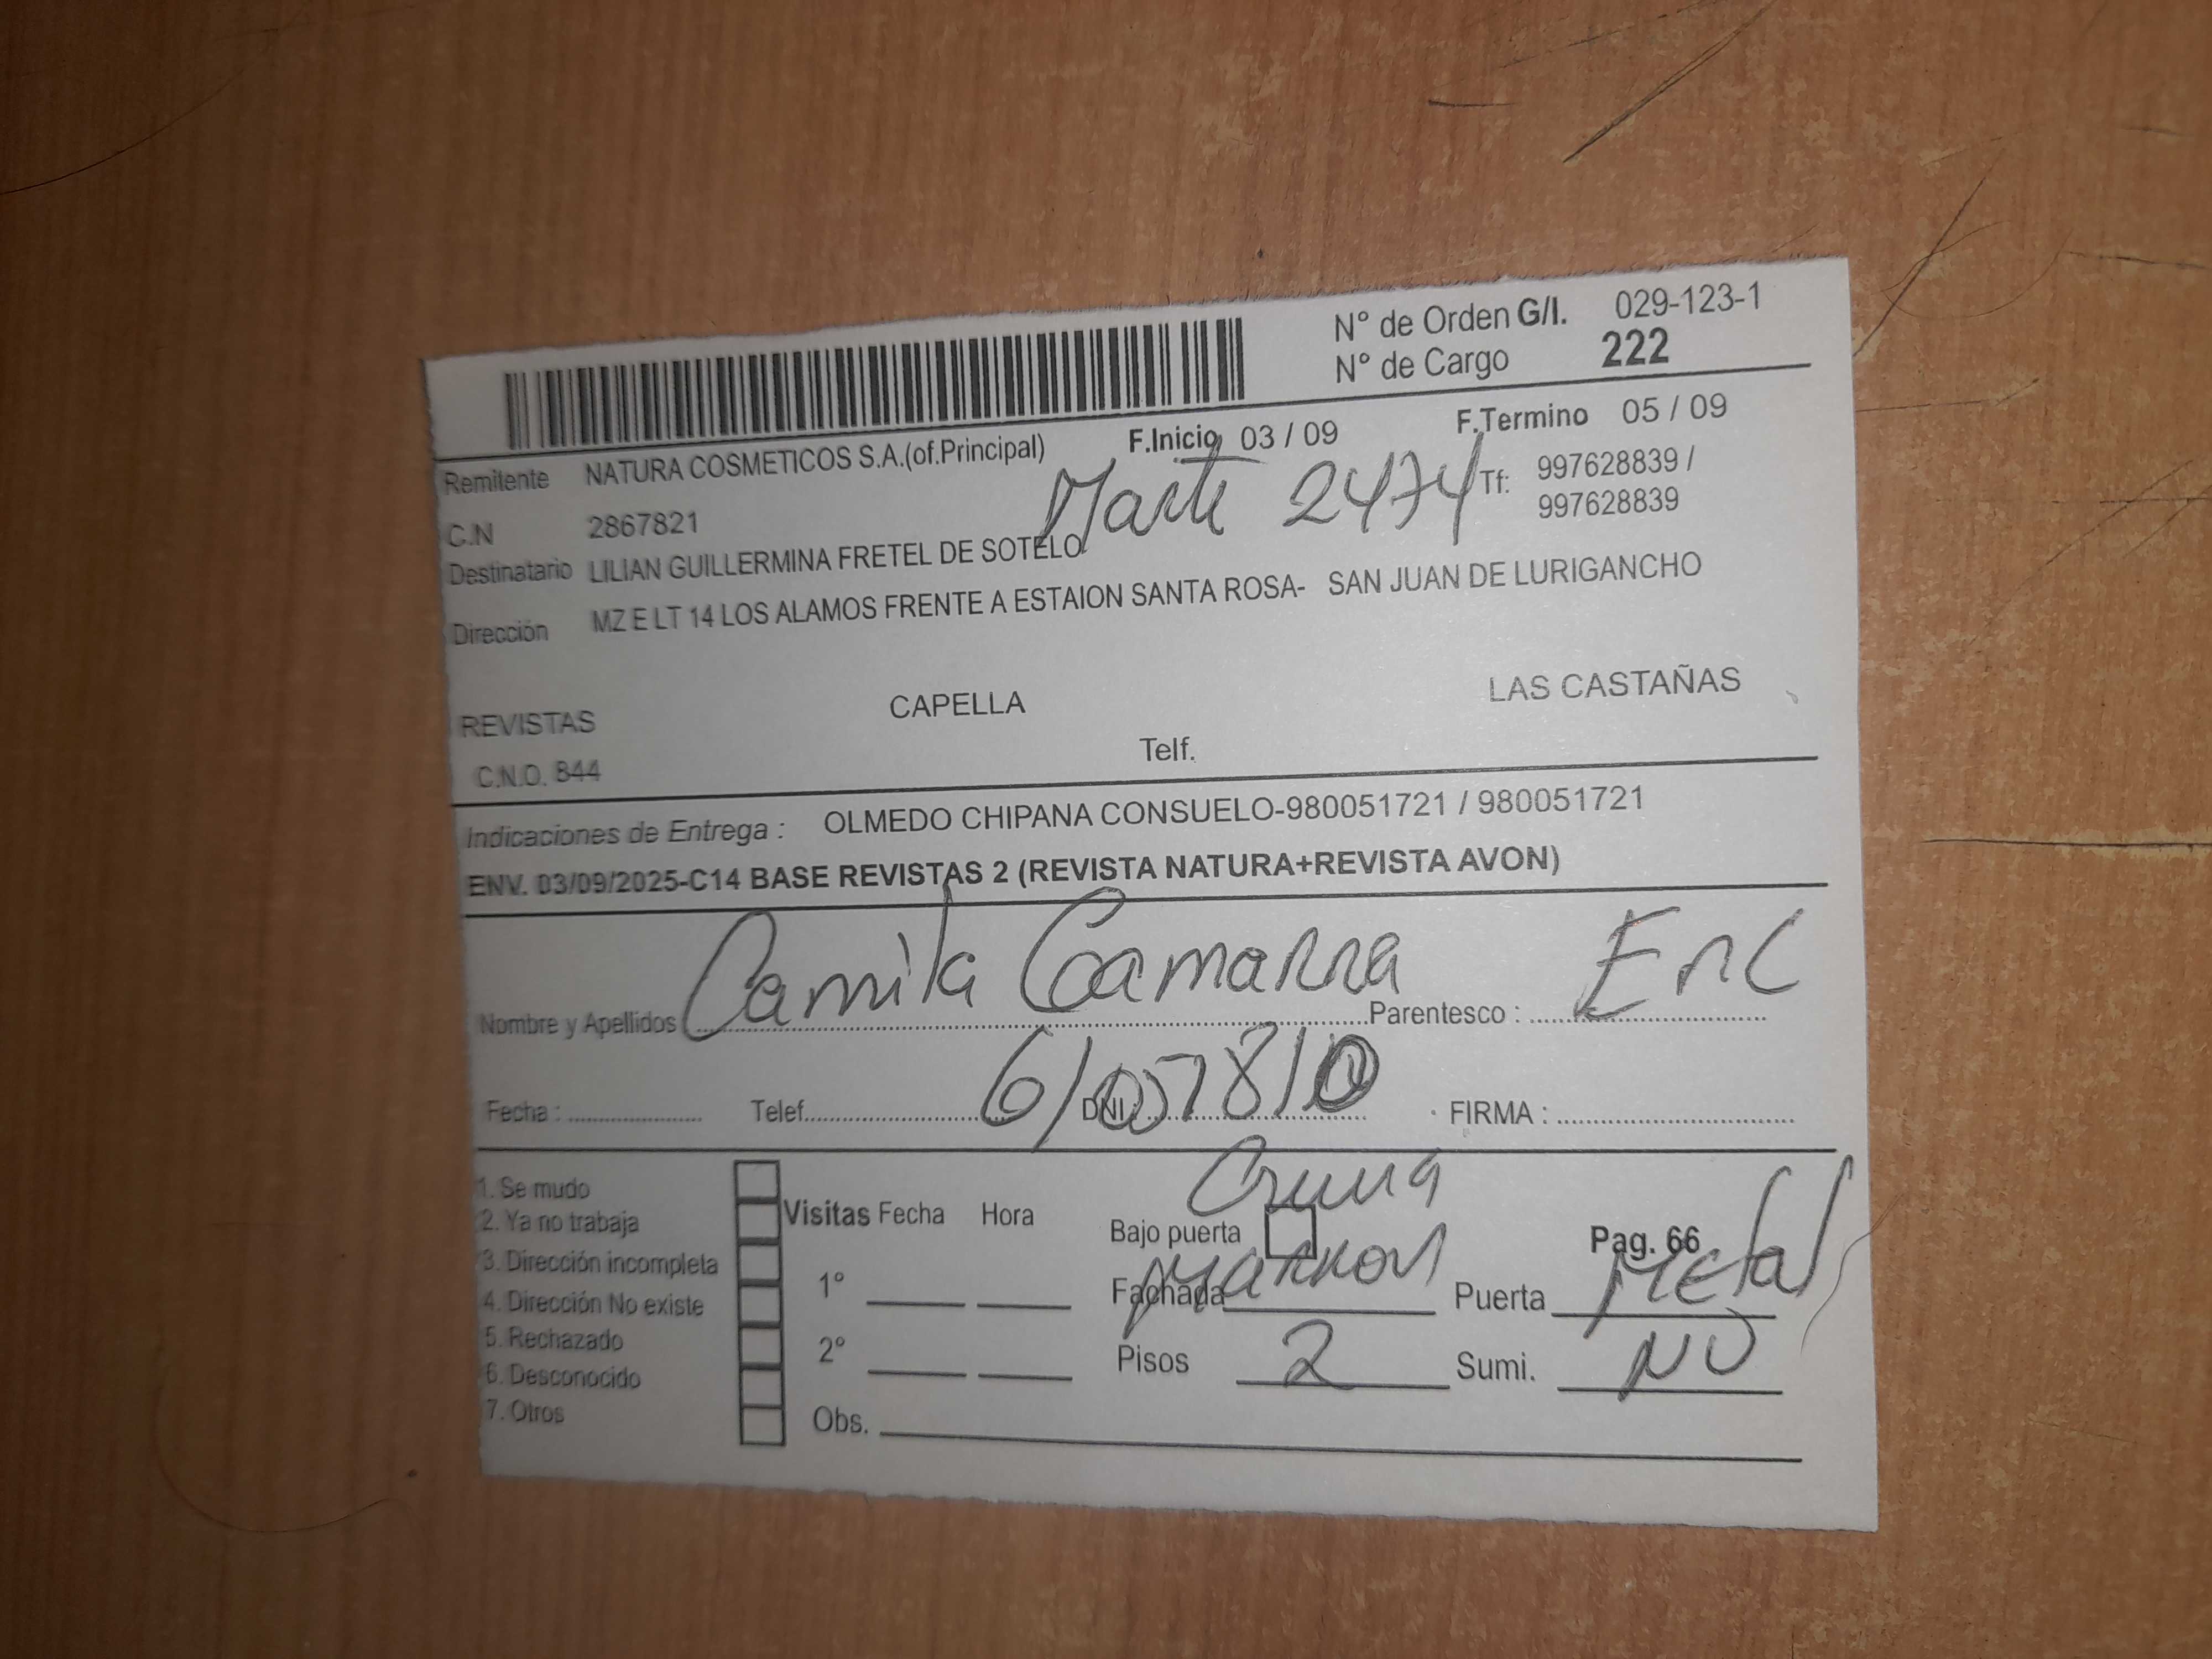 N° de Orden G/I. 029-123-1
N° de Cargo 222
F.Inicio 03 / 09 F.Termino 05 / 09
Remitente NATURA COSMETICOS S.A.(of.Principal)
Marte 2474 Tf: 997628839 /
997628839
C.N 2867821
Destinatario LILIAN GUILLERMINA FRETEL DE SOTELO
Dirección MZ E LT 14 LOS ALAMOS FRENTE A ESTAION SANTA ROSA- SAN JUAN DE LURIGANCHO
REVISTAS CAPELLA LAS CASTAÑAS
C.N.O. 844 Telf.
Indicaciones de Entrega : OLMEDO CHIPANA CONSUELO-980051721 / 980051721
ENV. 03/09/2025-C14 BASE REVISTAS 2 (REVISTA NATURA+REVISTA AVON)
Nombre y Apellidos Camila Gamarra Parentesco : Enc
Fecha : Telef. DNI : FIRMA :
1. Se mudo
2. Ya no trabaja
3. Dirección incompleta
4. Dirección No existe
5. Rechazado
6. Desconocido
7. Otros
Visitas Fecha Hora
1°
2°
Obs.
Crema
Bajo puerta Pag. 66
Fachada Marron Puerta Metal
Pisos 2 Sumi. NO